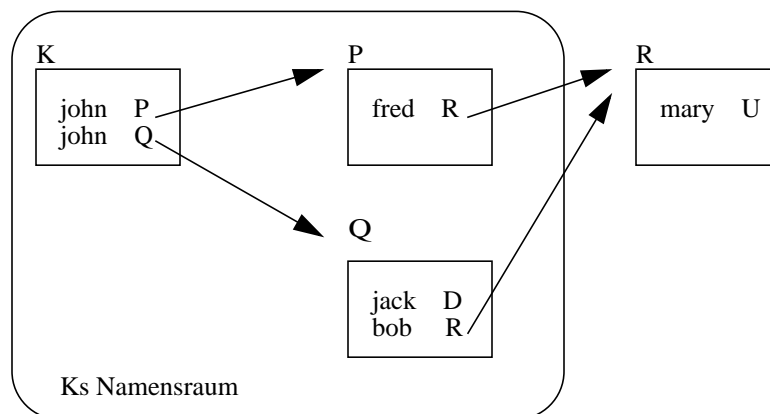 K
john P
john Q
P
fred R
R
mary U
Q
jack D
bob R
Ks Namensraum